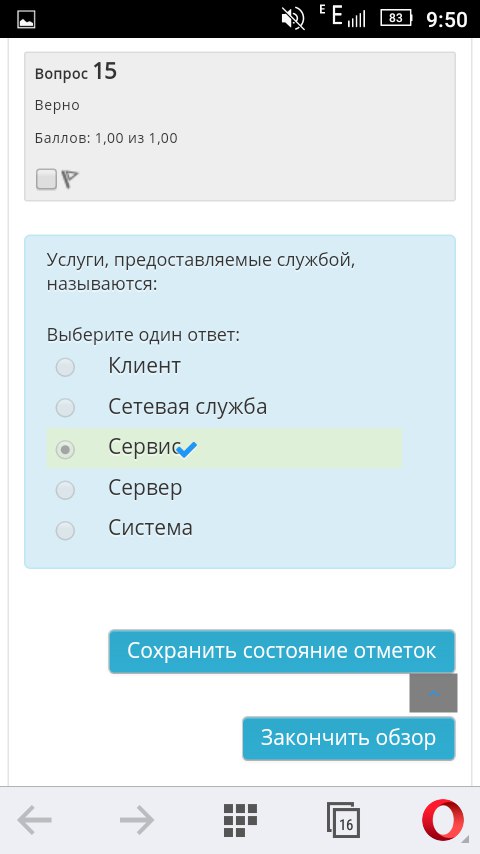 E E 83 9:50
Вопрос 15
Верно
Баллов: 1,00 из 1,00
Услуги, предоставляемые службой,
называются:
Выберите один ответ:
Клиент
Сетевая служба
Сервис
Сервер
Система
Сохранить состояние отметок
Закончить обзор
16